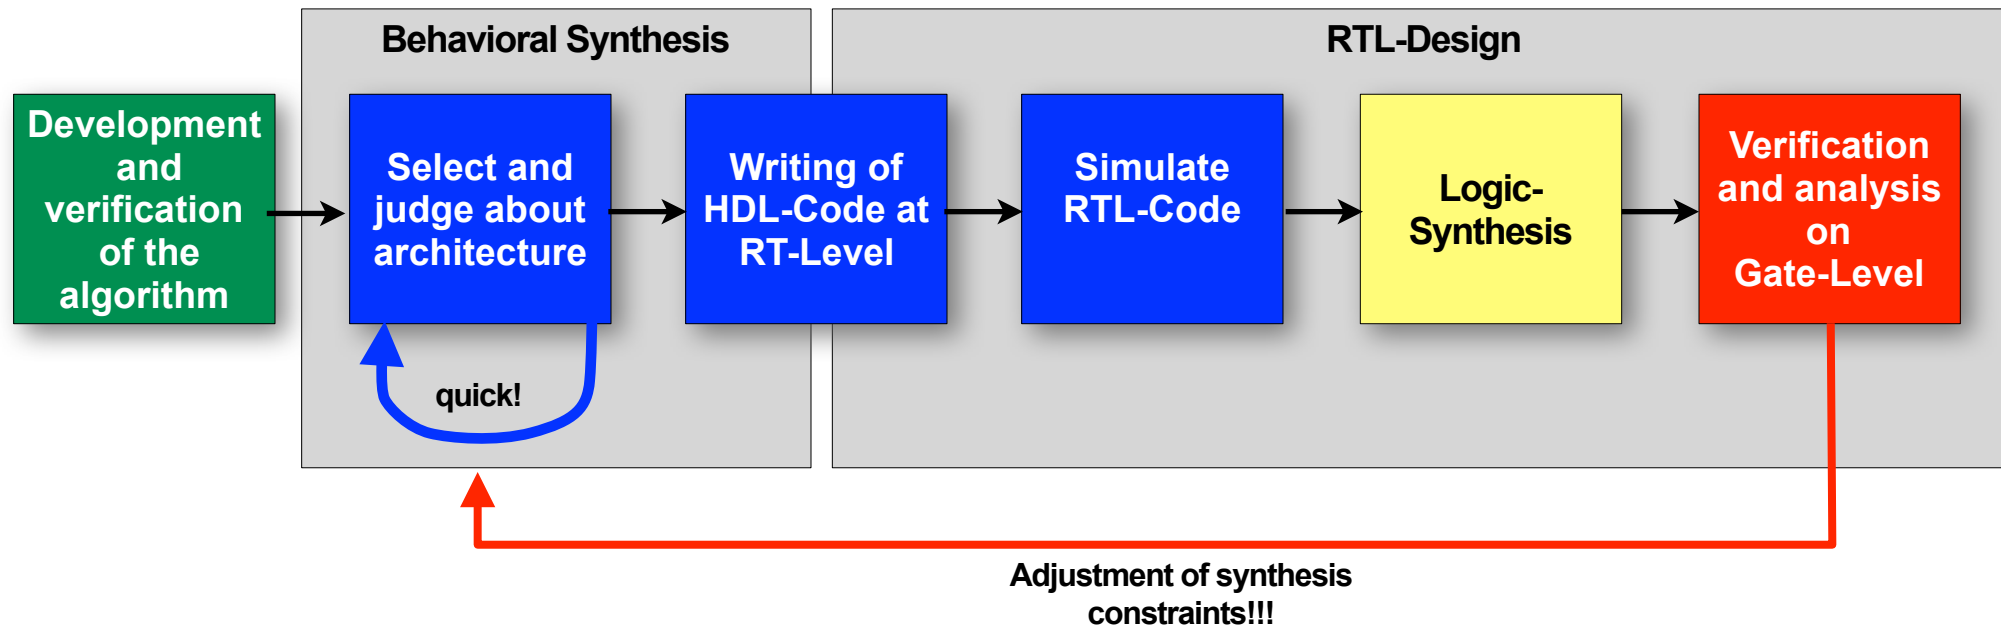 Behavioral Synthesis
RTL-Design
Development
and
verification
of the
algorithm
Select and
judge about
architecture
Writing of
HDL-Code at
RT-Level
Simulate
RTL-Code
Logic-
Synthesis
Verification
and analysis
on
Gate-Level
quick!
Adjustment of synthesis
constraints!!!